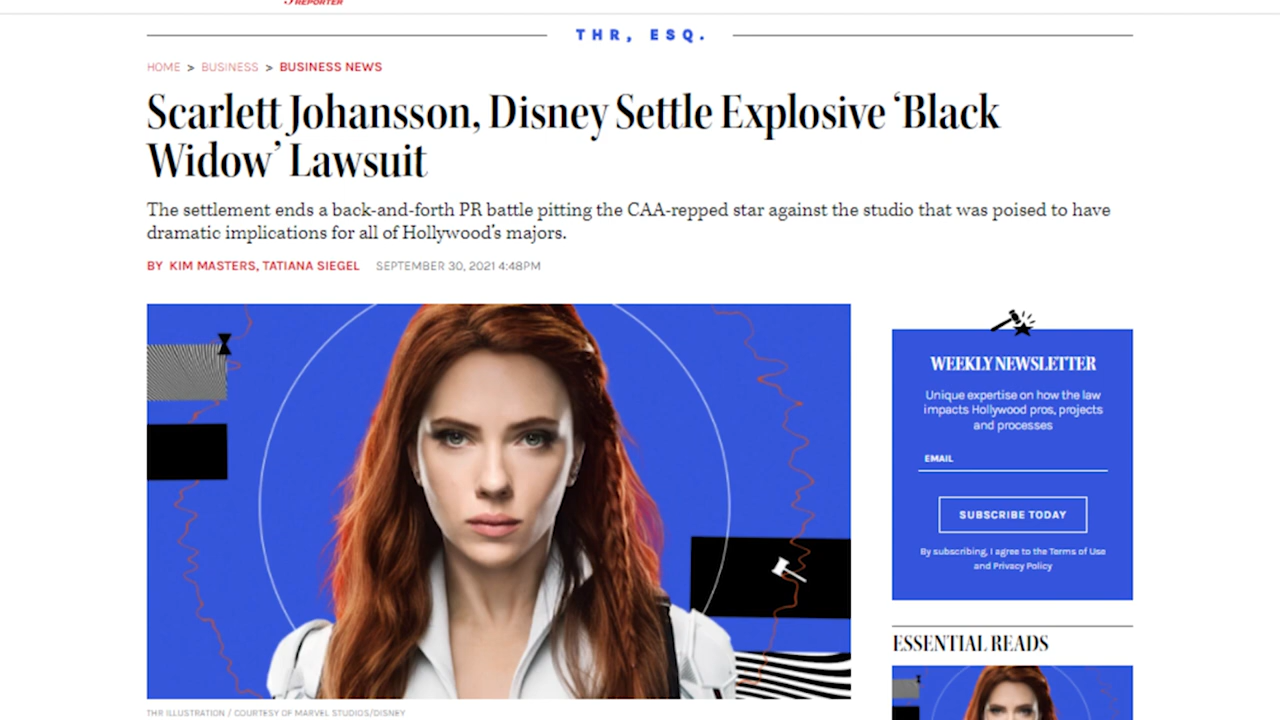 REPORTER
THR, ESQ.
HOME > BUSINESS > BUSINESS NEWS
Scarlett Johansson, Disney Settle Explosive ‘Black
Widow’ Lawsuit
The settlement ends a back-and-forth PR battle pitting the CAA-repped star against the studio that was poised to have
dramatic implications for all of Hollywood’s majors.
BY KIM MASTERS, TATIANA SIEGEL SEPTEMBER 30, 2021 4:48PM
WEEKLY NEWSLETTER
Unique expertise on how the law
impacts Hollywood pros, projects
and processes
EMAIL
SUBSCRIBE TODAY
By subscribing, I agree to the Terms of Use
and Privacy Policy
ESSENTIAL READS
THR ILLUSTRATION / COURTESY OF MARVEL STUDIOS/DISNEY